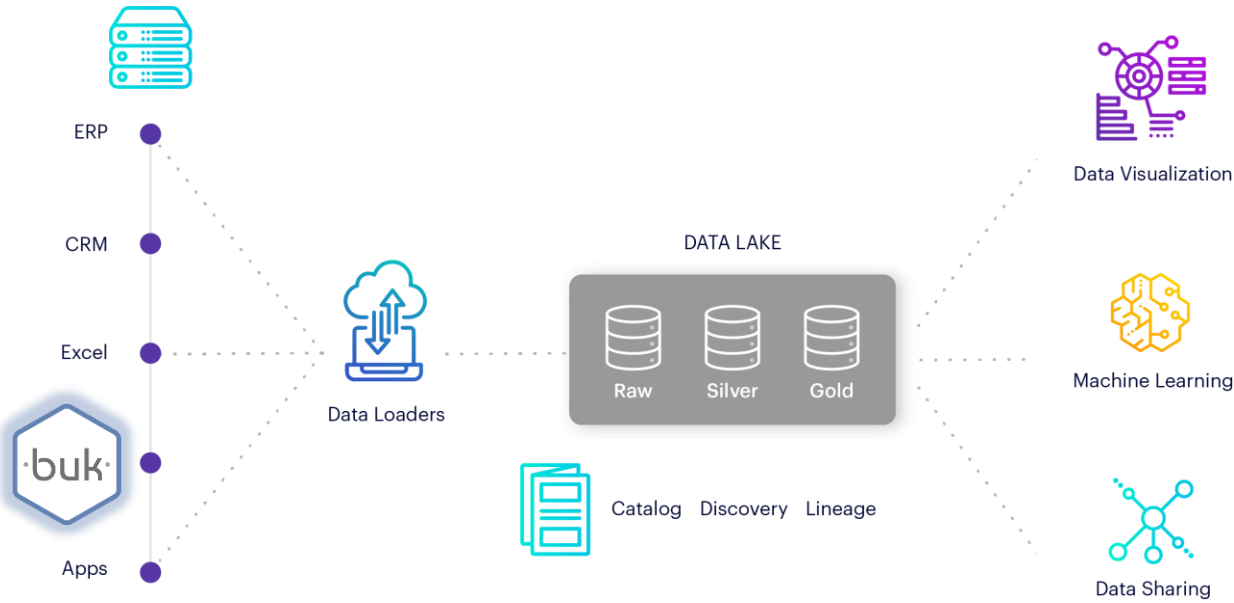 ERP
CRM
Excel
·buk·
Apps
Data Loaders
DATA LAKE
Raw Silver Gold
Catalog Discovery Lineage
Data Visualization
Machine Learning
Data Sharing